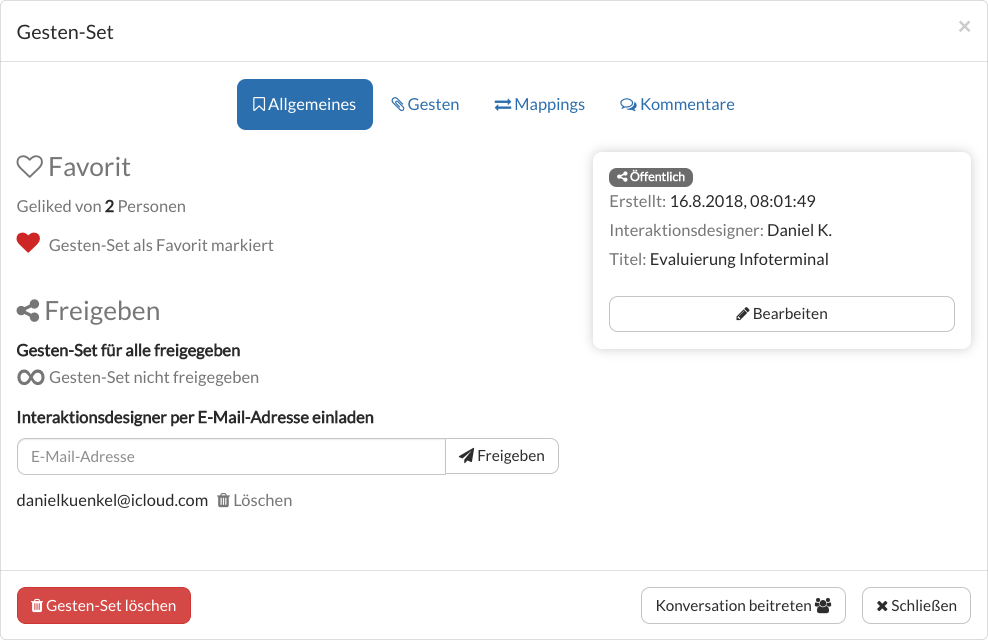 Gesten-Set
×
Allgemeines
Gesten
Mappings
Kommentare
Favorit
Geliked von 2 Personen
Gesten-Set als Favorit markiert
Freigeben
Gesten-Set für alle freigegeben
Gesten-Set nicht freigegeben
Interaktionsdesigner per E-Mail-Adresse einladen
E-Mail-Adresse
Freigeben
danielkuenkel@icloud.com Löschen
Öffentlich
Erstellt: 16.8.2018, 08:01:49
Interaktionsdesigner: Daniel K.
Titel: Evaluierung Infoterminal
Bearbeiten
Gesten-Set löschen
Konversation beitreten
Schließen